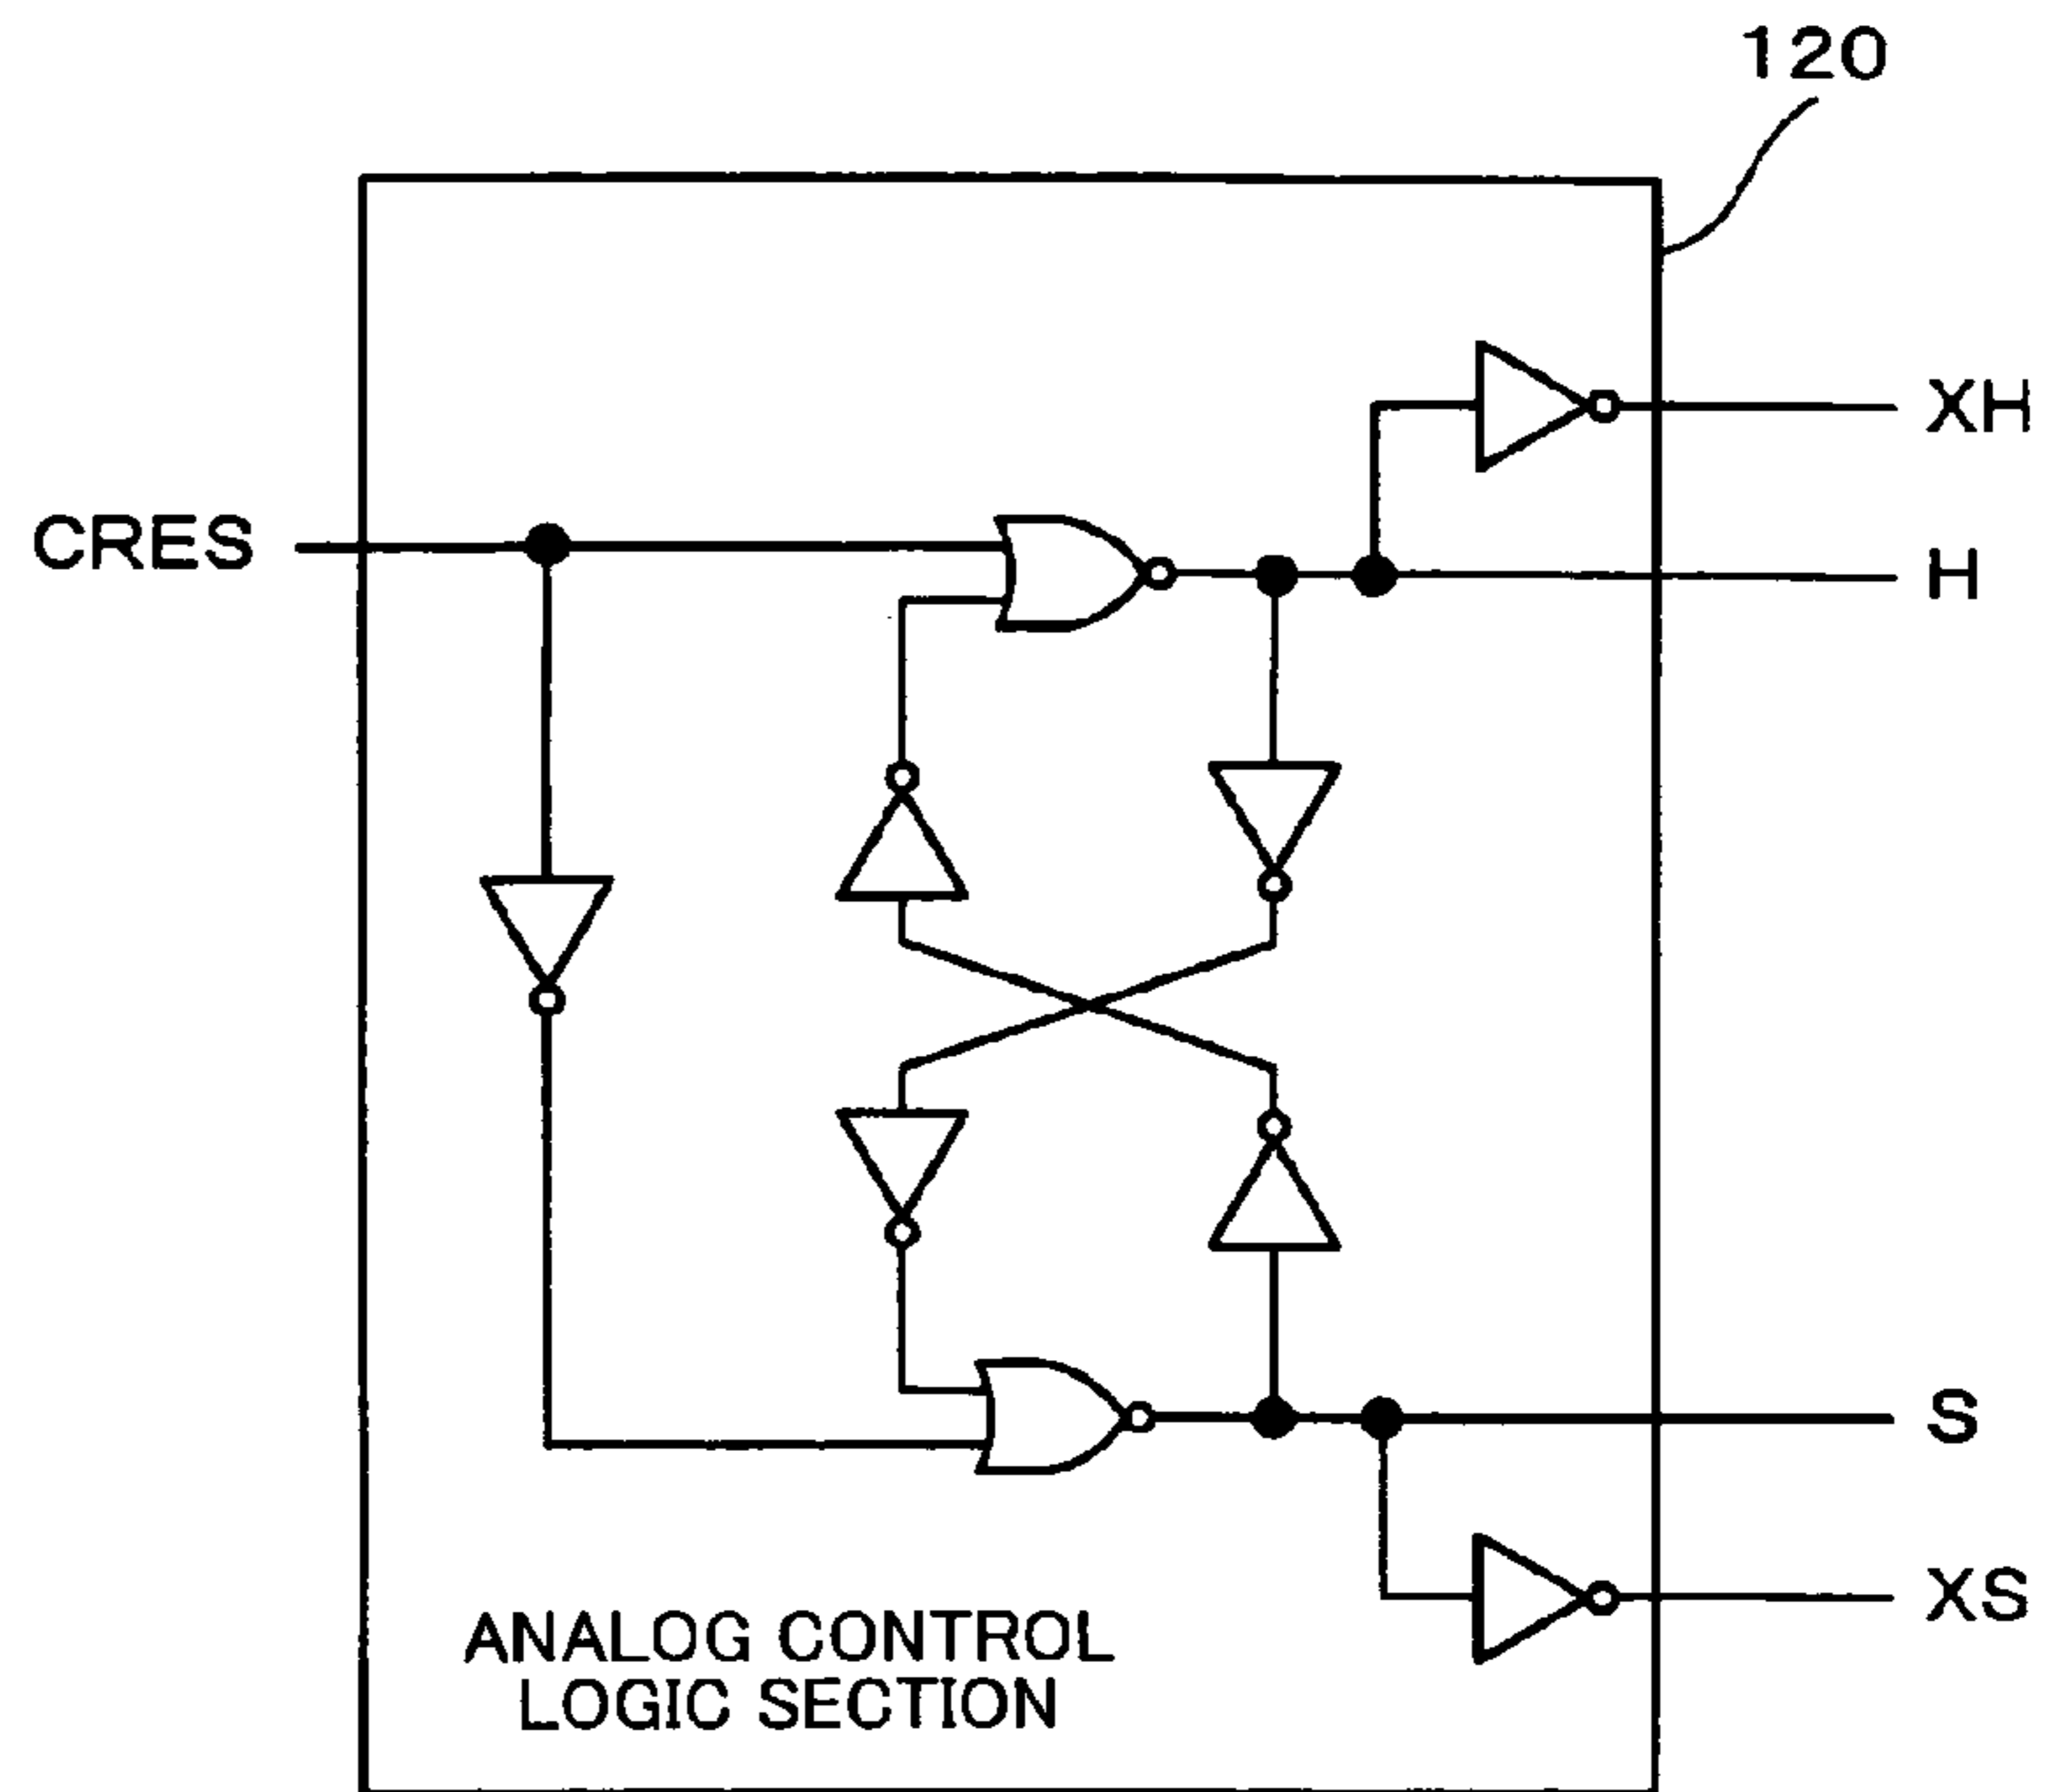 120
XH
CRES
H
S
XS
ANALOG CONTROL
LOGIC SECTION